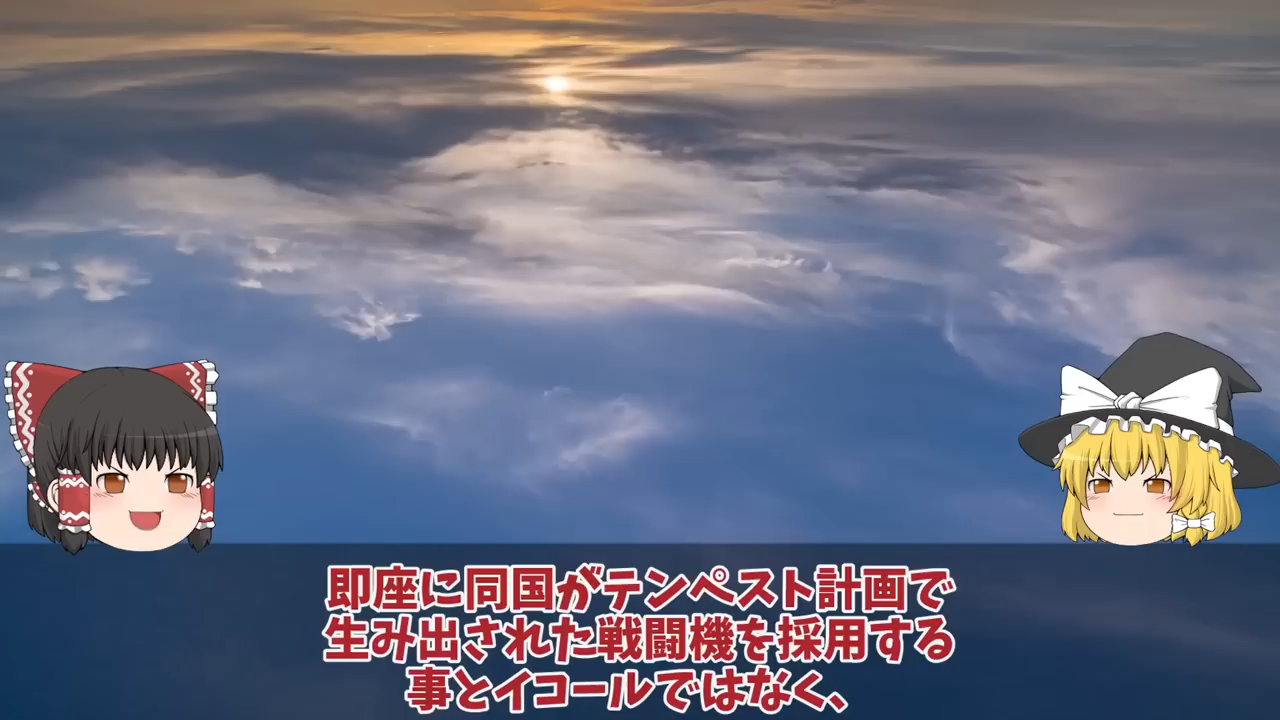 即座に同国がテンペスト計画で
生み出された戦闘機を採用する
事とイコールではなく、